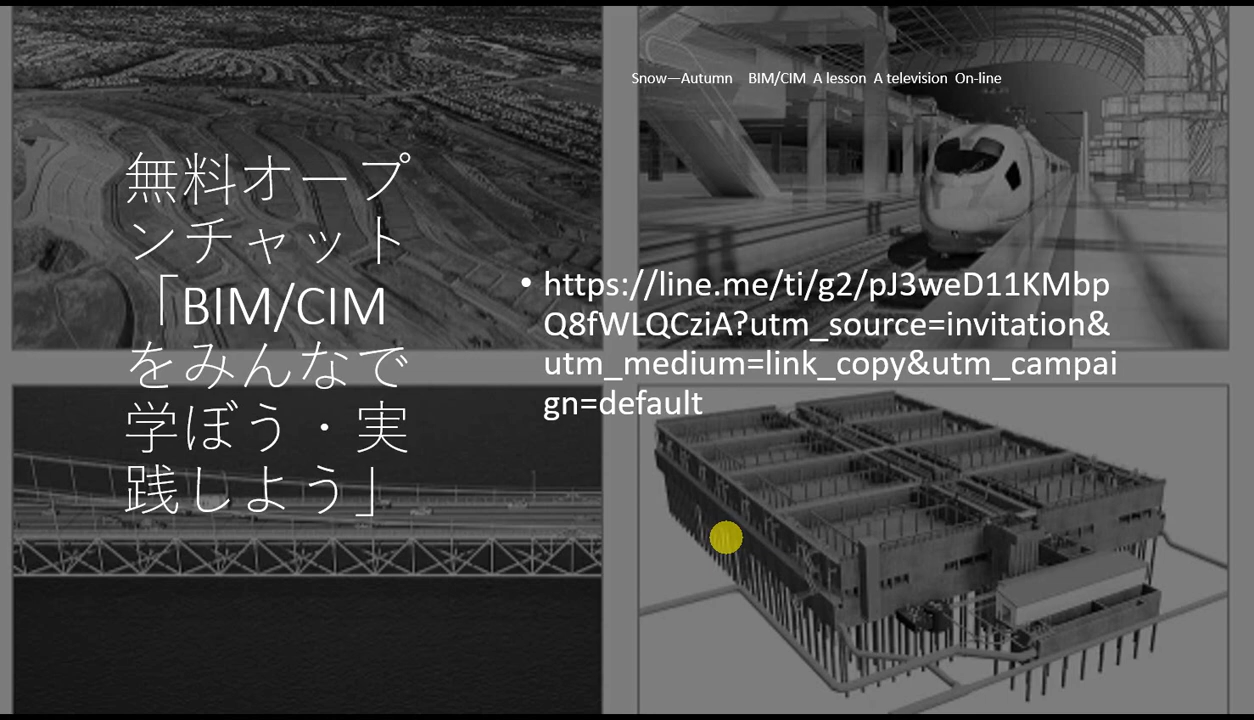 Snow—Autumn BIM/CIM A lesson A television On-line
無料オープ
ンチャット
「BIM/CIM
をみんなで
学ぼう・実
践しよう」
• https://line.me/ti/g2/pJ3weD11KMbp
Q8fWLQCziA?utm_source=invitation&
utm_medium=link_copy&utm_campai
gn=default